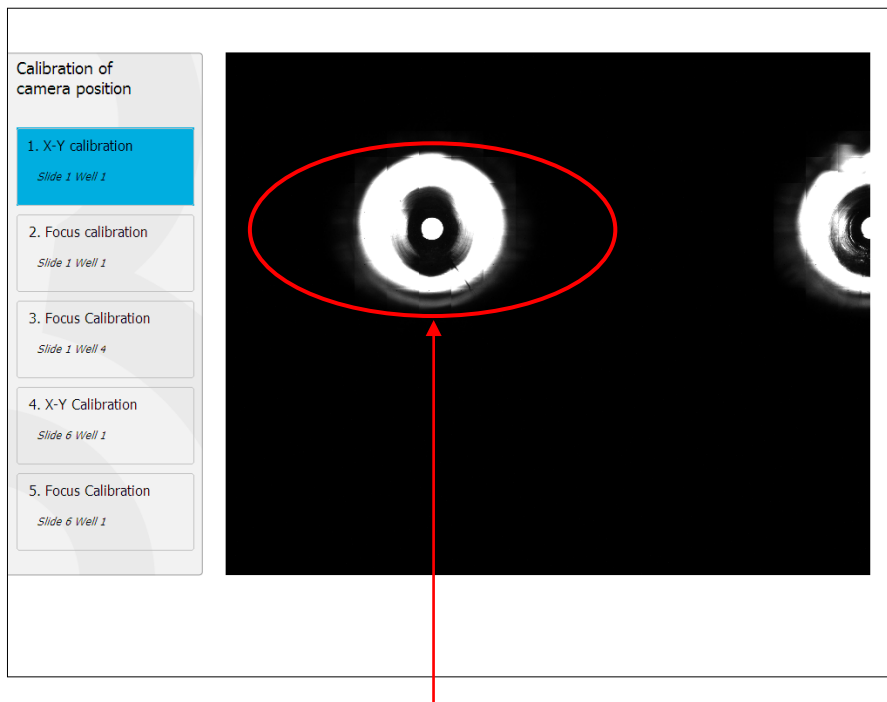 Calibration of
camera position
1. X-Y calibration
Slide 1 Well 1
2. Focus calibration
Slide 1 Well 1
3. Focus Calibration
Slide 1 Well 4
4. X-Y Calibration
Slide 6 Well 1
5. Focus Calibration
Slide 6 Well 1